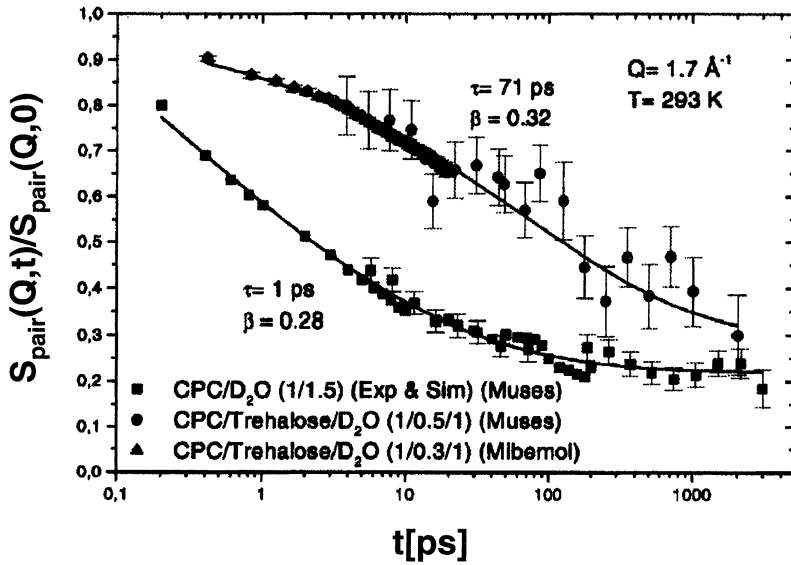 S_pair(Q,t)/S_pair(Q,0)
1,0
0,9
0,8
0,7
0,6
0,5
0,4
0,3
0,2
0,1
0,0
Q= 1.7 Å⁻¹
T= 293 K
τ= 71 ps
β = 0.32
τ= 1 ps
β = 0.28
CPC/D₂O (1/1.5) (Exp & Sim) (Muses)
CPC/Trehalose/D₂O (1/0.5/1) (Muses)
CPC/Trehalose/D₂O (1/0.3/1) (Mibemol)
0,1 1 10 100 1000
t[ps]